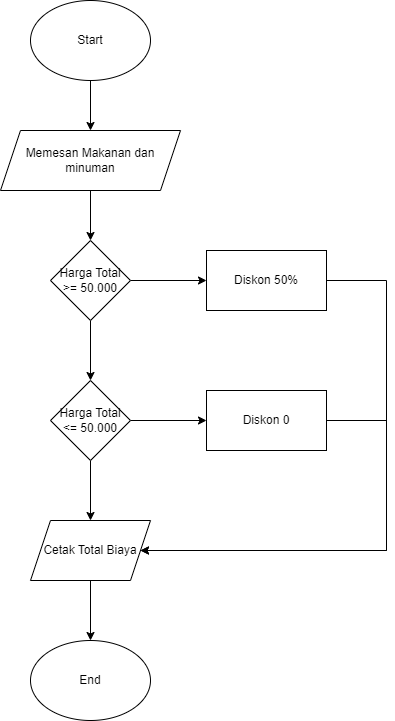 Start
Memesan Makanan dan
minuman
Harga Total
>= 50.000
Diskon 50%
Harga Total
<= 50.000
Diskon 0
Cetak Total Biaya
End